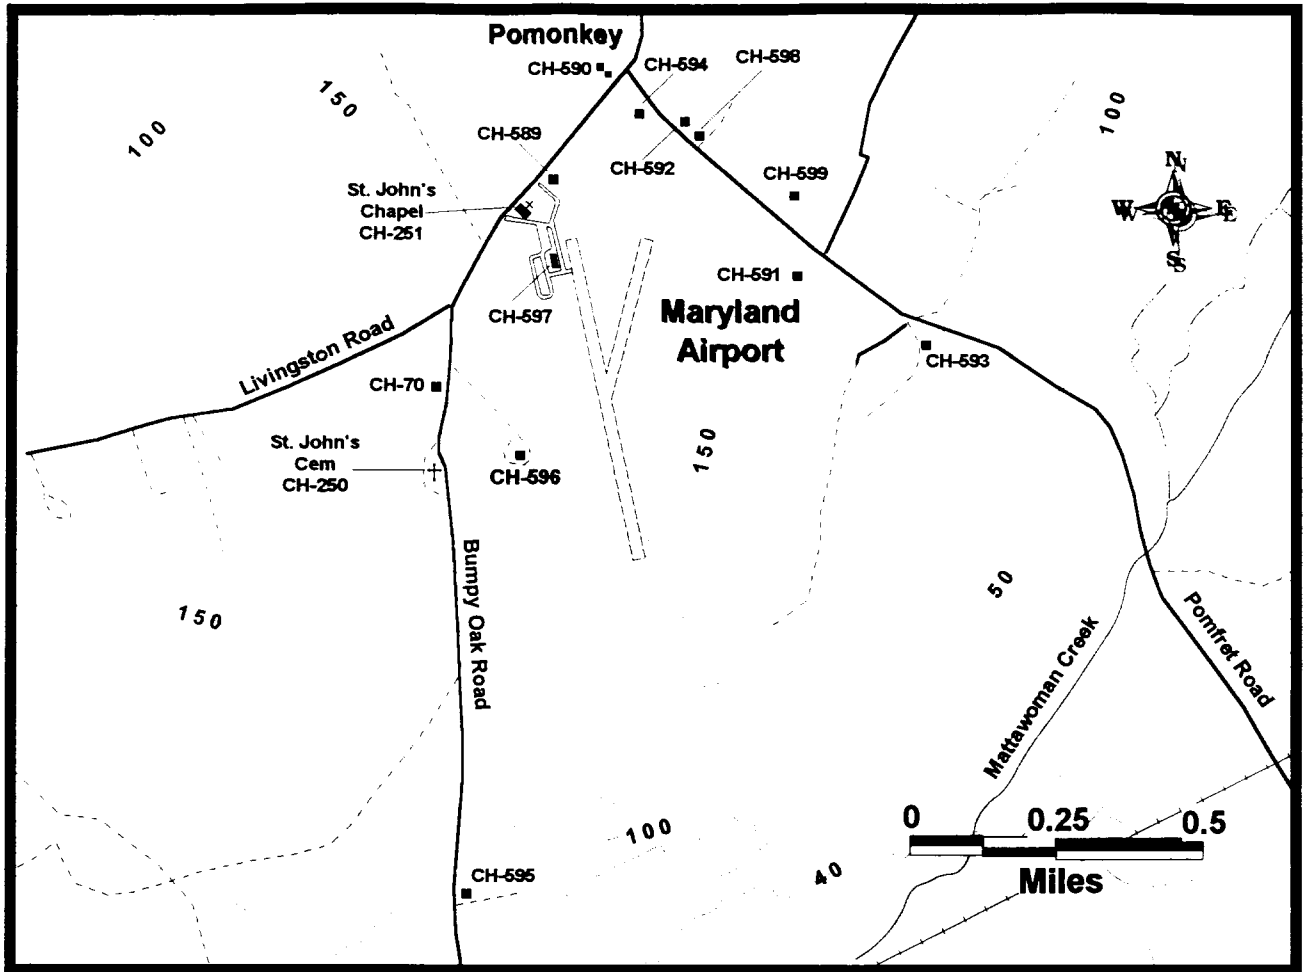 Pomonkey
CH-590
CH-594
CH-598
150
100
100
CH-589
CH-592
CH-599
St. John's
Chapel
CH-251
N
W
E
S
CH-591
CH-597
Maryland
Airport
Livingston Road
CH-593
CH-70
St. John's
Cem
CH-250
150
CH-596
Bumpy Oak Road
50
150
Pomfret Road
Mattawoman Creek
0 0.25 0.5
Miles
100
40
CH-595